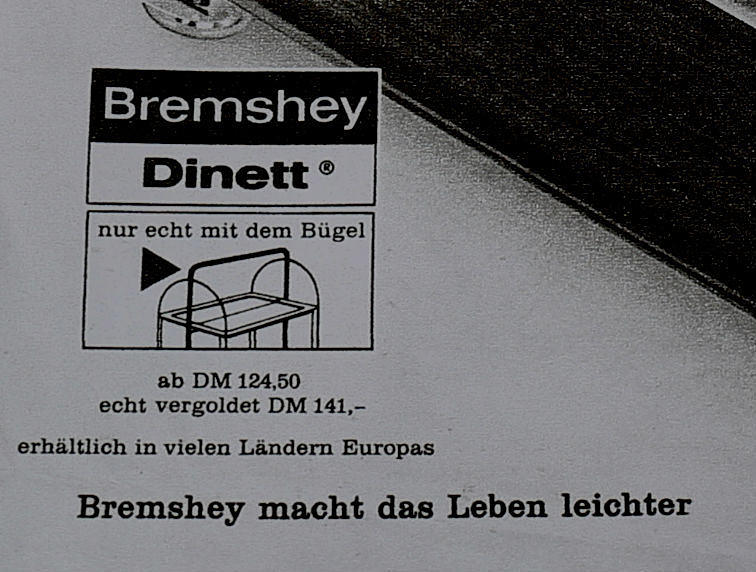 Bremshey
Dinett ®
nur echt mit dem Bügel
ab DM 124,50
echt vergoldet DM 141,–
erhältlich in vielen Ländern Europas
Bremshey macht das Leben leichter